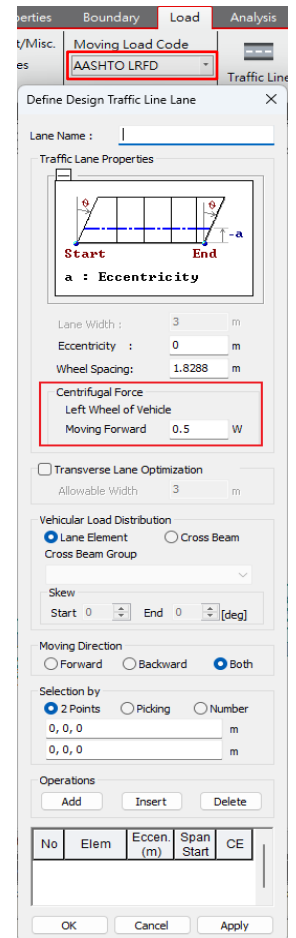 perties Boundary Load Analysis
t/Misc. Moving Load Code
es AASHTO LRFD Traffic Line
Define Design Traffic Line Lane
Lane Name :
Traffic Lane Properties
θ θ
-a
Start End
a : Eccentricity
Lane Width : 3 m
Eccentricity : 0 m
Wheel Spacing: 1.8288 m
Centrifugal Force
Left Wheel of Vehicle
Moving Forward 0.5 W
Transverse Lane Optimization
Allowable Width 3 m
Vehicular Load Distribution
Lane Element Cross Beam
Cross Beam Group
Skew
Start 0 End 0 [deg]
Moving Direction
Forward Backward Both
Selection by
2 Points Picking Number
0, 0, 0 m
0, 0, 0 m
Operations
Add Insert Delete
No Elem Eccen. (m) Span Start CE
OK Cancel Apply